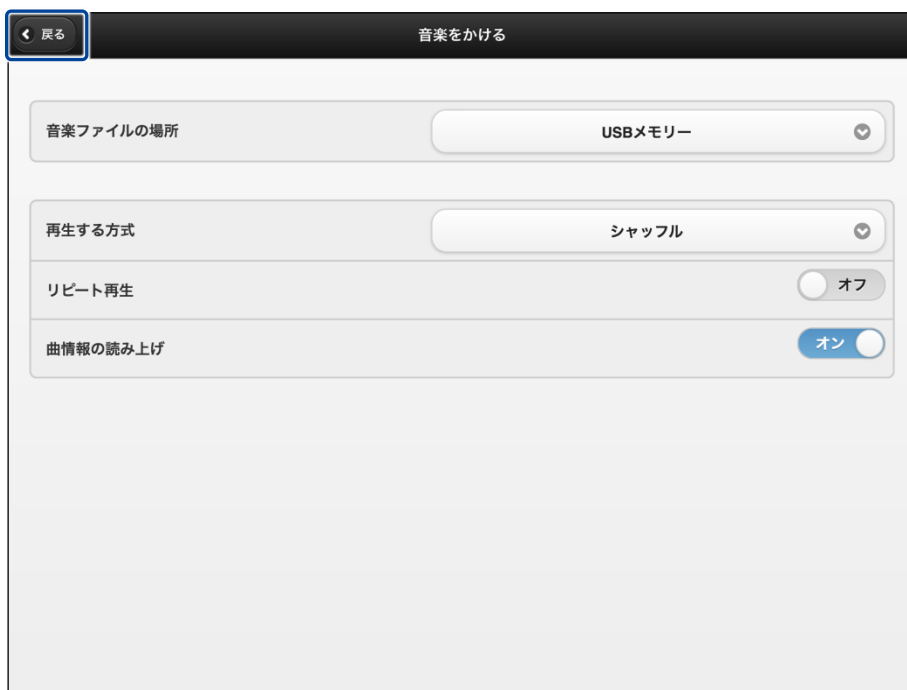 戻る
音楽をかける
音楽ファイルの場所
USBメモリー
再生する方式
シャッフル
リピート再生
オフ
曲情報の読み上げ
オン